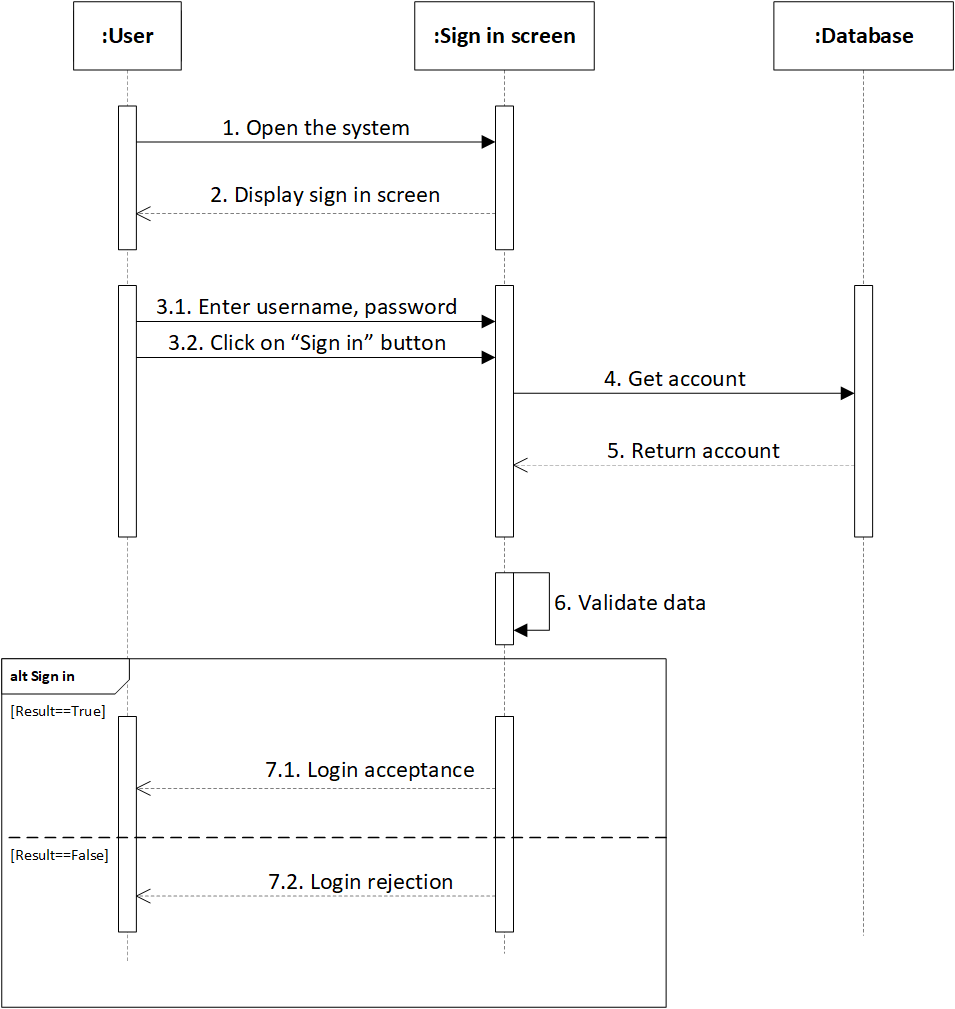 :User
:Sign in screen
:Database
1. Open the system
2. Display sign in screen
3.1. Enter username, password
3.2. Click on “Sign in” button
4. Get account
5. Return account
6. Validate data
alt Sign in
[Result==True]
7.1. Login acceptance
[Result==False]
7.2. Login rejection